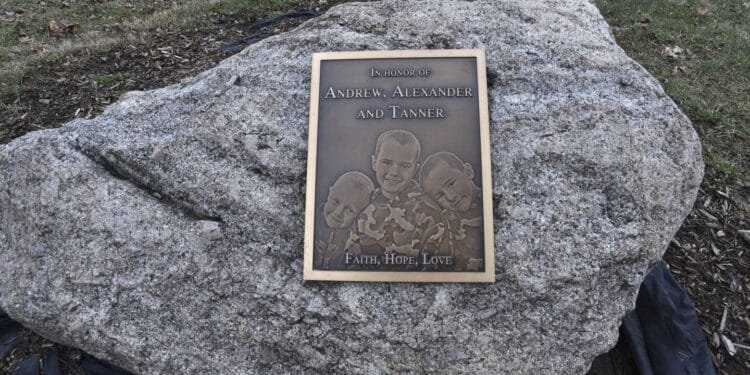 In honor of
Andrew, Alexander
and Tanner
Faith, Hope, Love